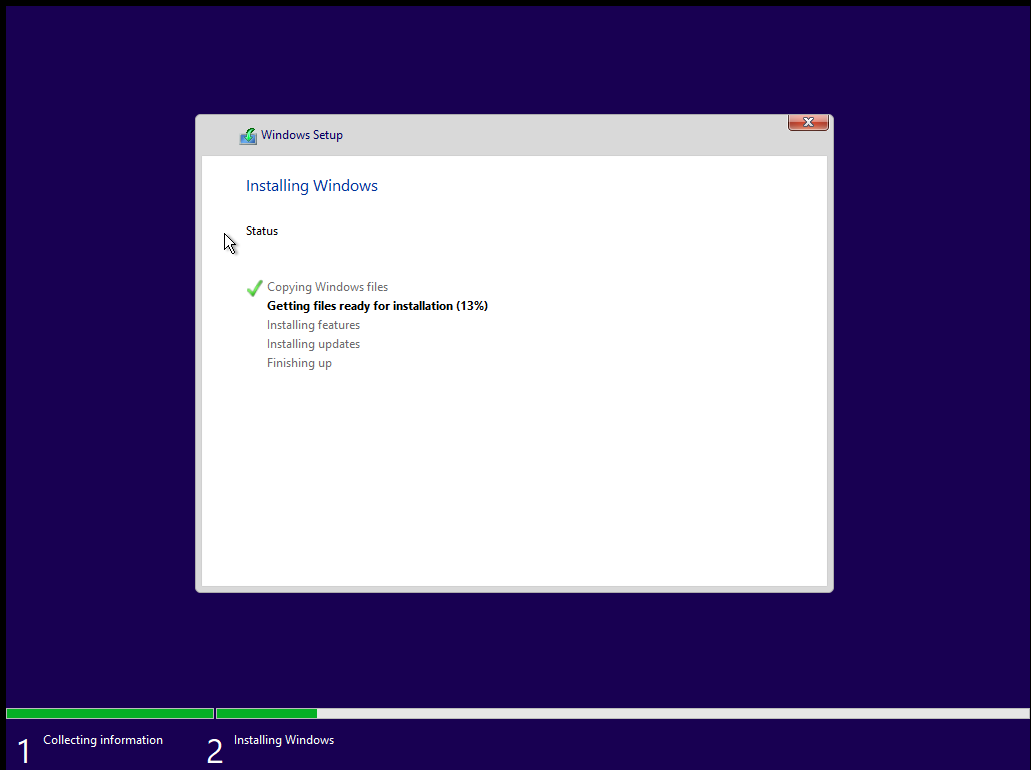 Windows Setup
Installing Windows
Status
Copying Windows files
Getting files ready for installation (13%)
Installing features
Installing updates
Finishing up
1 Collecting information
2 Installing Windows